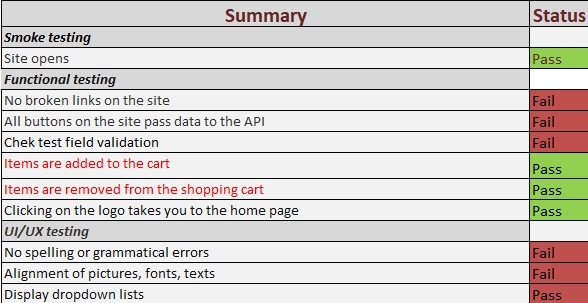 Summary Status
Smoke testing
Site opens Pass
Functional testing
No broken links on the site Fail
All buttons on the site pass data to the API Fail
Chek test field validation Fail
Items are added to the cart Pass
Items are removed from the shopping cart Pass
Clicking on the logo takes you to the home page Pass
UI/UX testing
No spelling or grammatical errors Fail
Alignment of pictures, fonts, texts Fail
Display dropdown lists Pass